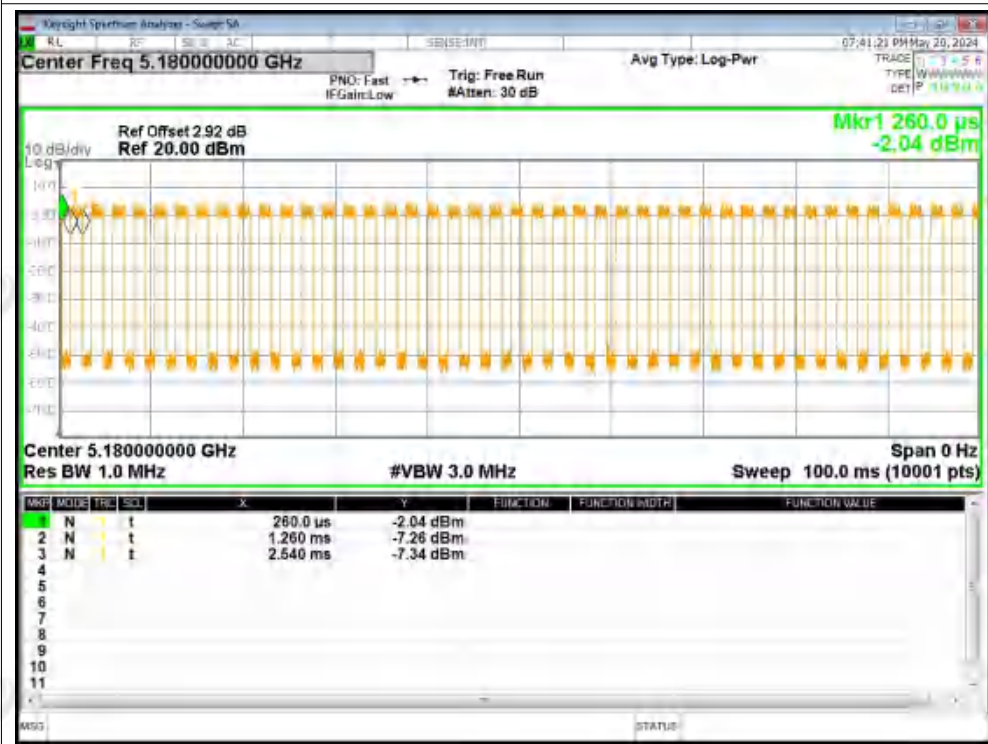 Keysight Spectrum Analyzer - Swept SA
RL RF AC SENSE:INT 07:41:21 PM May 20, 2024
Center Freq 5.180000000 GHz
Avg Type: Log-Pwr
TRACE
PNO: Fast Trig: Free Run
TYPE
IFGain:Low #Atten: 30 dB
DET
Mkr1 260.0 µs
-2.04 dBm
Ref Offset 2.92 dB
10 dB/div Ref 20.00 dBm
Log
Center 5.180000000 GHz Span 0 Hz
Res BW 1.0 MHz #VBW 3.0 MHz Sweep 100.0 ms (10001 pts)
MKR MODE TRC SCL X Y FUNCTION FUNCTION WIDTH FUNCTION VALUE
1 N 1 t 260.0 µs -2.04 dBm
2 N 1 t 1.260 ms -7.26 dBm
3 N 1 t 2.540 ms -7.34 dBm
4
5
6
7
8
9
10
11
MSG STATUS